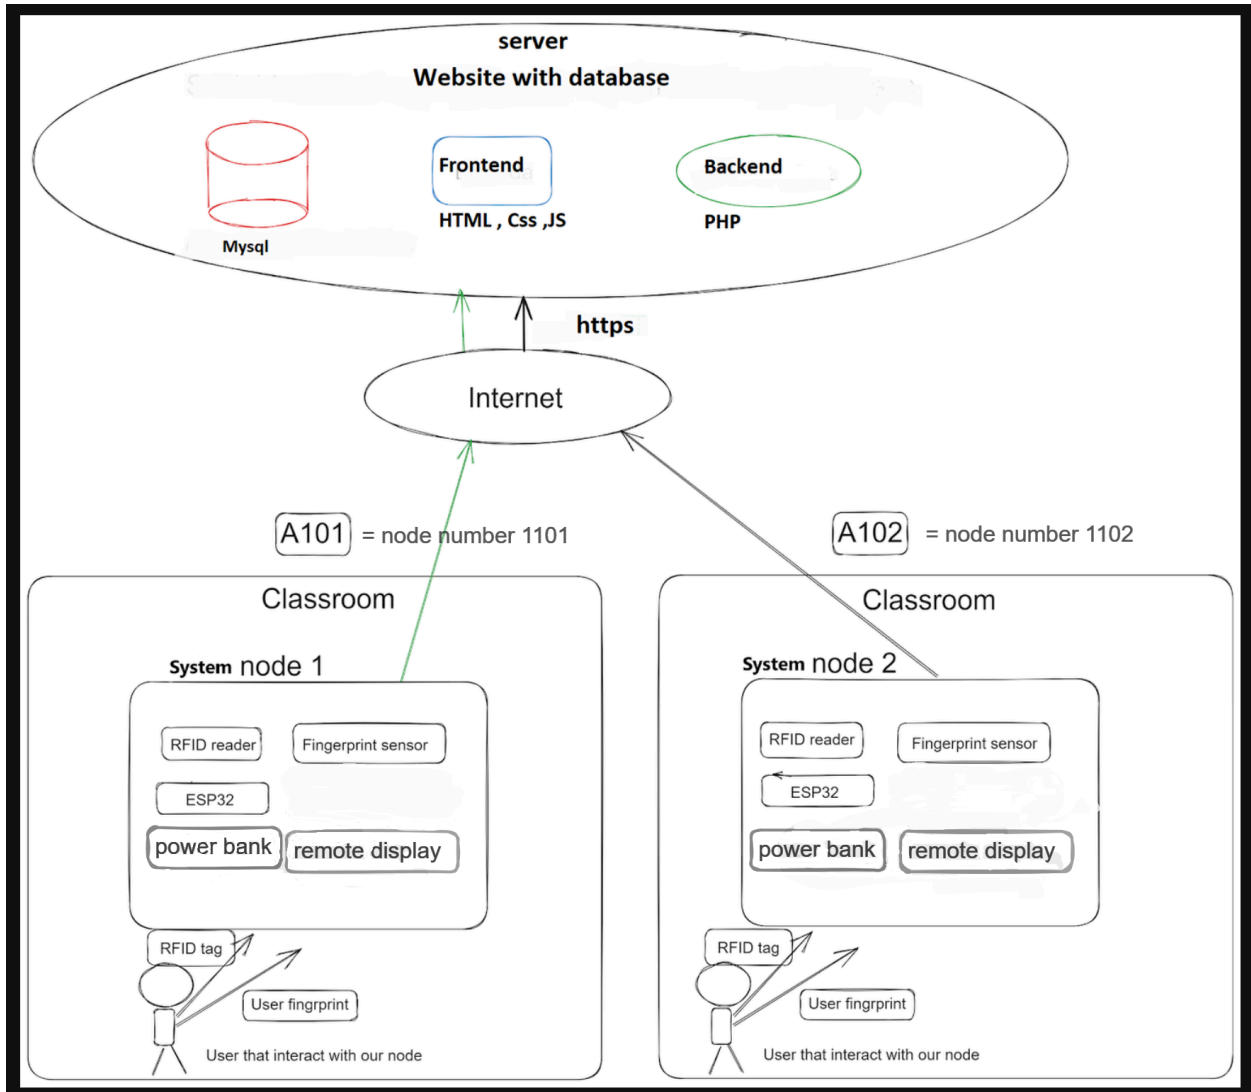 server
Website with database
Frontend
Backend
HTML , Css ,JS
PHP
Mysql
https
Internet
A101 = node number 1101
A102 = node number 1102
Classroom
System node 1
RFID reader
Fingerprint sensor
ESP32
power bank
remote display
RFID tag
User fingrprint
User that interact with our node
Classroom
System node 2
RFID reader
Fingerprint sensor
ESP32
power bank
remote display
RFID tag
User fingrprint
User that interact with our node